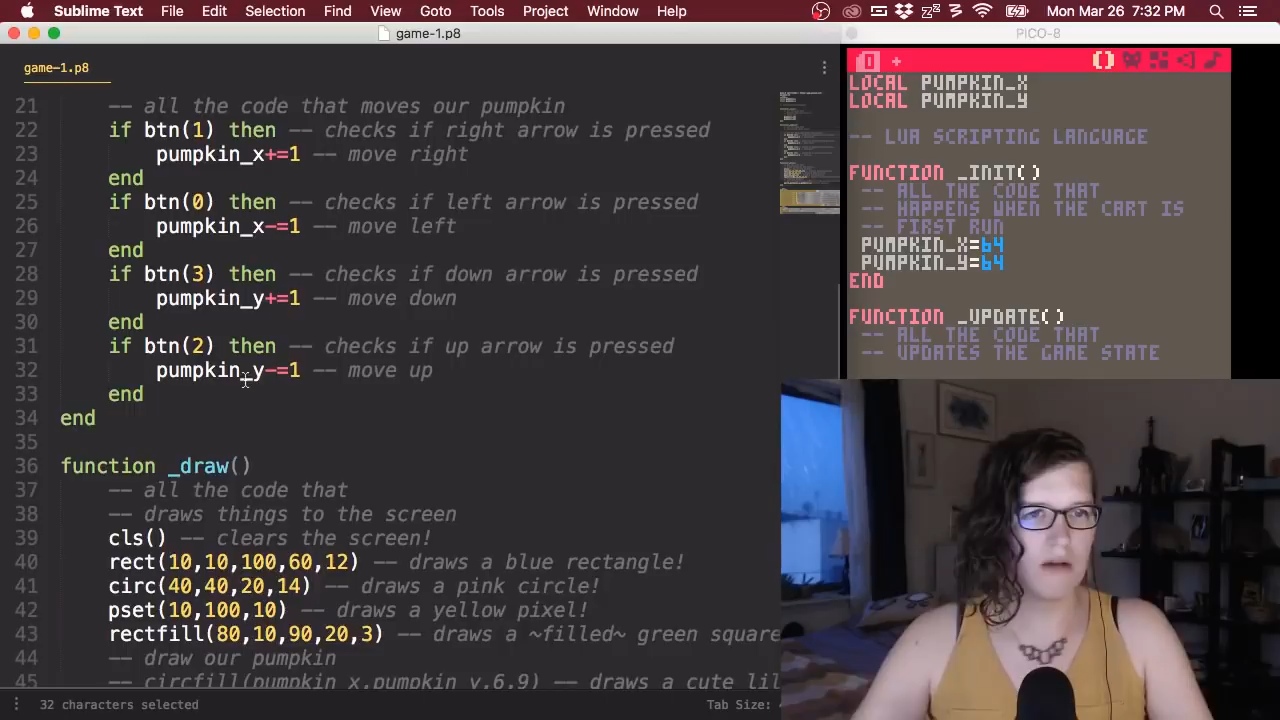 Sublime Text File Edit Selection Find View Goto Tools Project Window Help Mon Mar 26 7:32 PM
game-1.p8
PICO-8
game-1.p8
21 -- all the code that moves our pumpkin
22 if btn(1) then -- checks if right arrow is pressed
23 pumpkin_x+=1 -- move right
24 end
25 if btn(0) then -- checks if left arrow is pressed
26 pumpkin_x-=1 -- move left
27 end
28 if btn(3) then -- checks if down arrow is pressed
29 pumpkin_y+=1 -- move down
30 end
31 if btn(2) then -- checks if up arrow is pressed
32 pumpkin_y-=1 -- move up
33 end
34 end
35
36 function _draw()
37 -- all the code that
38 -- draws things to the screen
39 cls() -- clears the screen!
40 rect(10,10,100,60,12) -- draws a blue rectangle!
41 circ(40,40,20,14) -- draws a pink circle!
42 pset(10,100,10) -- draws a yellow pixel!
43 rectfill(80,10,90,20,3) -- draws a ~filled~ green square
44 -- draw our pumpkin
45 -- circfill(pumpkin_x,pumpkin_y,6,9) -- draws a cute lil
32 characters selected
Tab Size:
0 +
LOCAL PUMPKIN_X
LOCAL PUMPKIN_Y
-- LUA SCRIPTING LANGUAGE
FUNCTION _INIT()
-- ALL THE CODE THAT
-- HAPPENS WHEN THE CART IS
-- FIRST RUN
PUMPKIN_X=64
PUMPKIN_Y=64
END
FUNCTION _UPDATE()
-- ALL THE CODE THAT
-- UPDATES THE GAME STATE